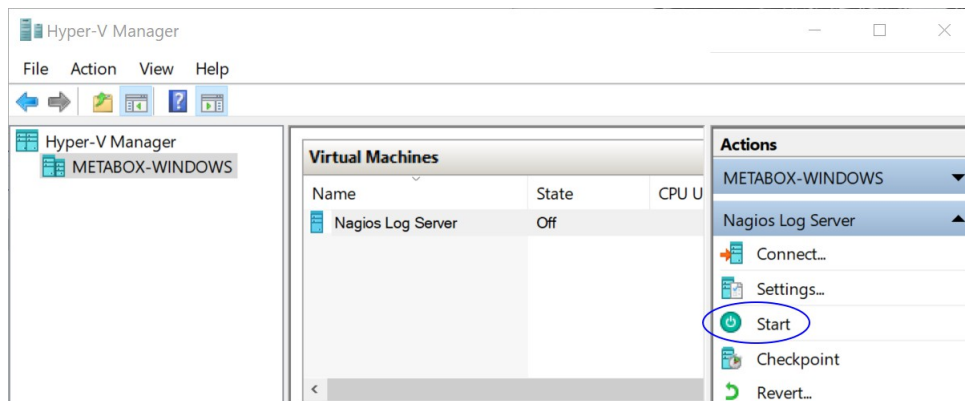 Hyper-V Manager
File Action View Help
Hyper-V Manager
METABOX-WINDOWS
Virtual Machines
Name State CPU U
Nagios Log Server Off
Actions
METABOX-WINDOWS
Nagios Log Server
Connect...
Settings...
Start
Checkpoint
Revert...